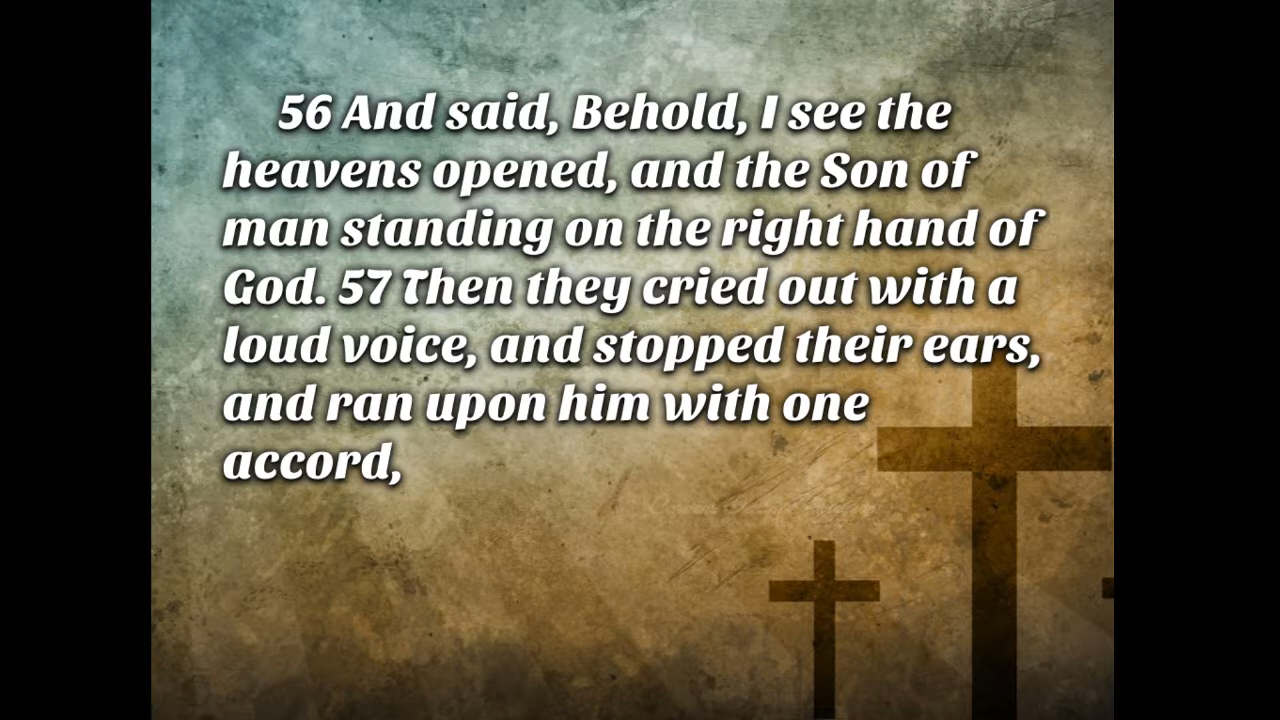 56 And said, Behold, I see the
heavens opened, and the Son of
man standing on the right hand of
God. 57 Then they cried out with a
loud voice, and stopped their ears,
and ran upon him with one
accord,